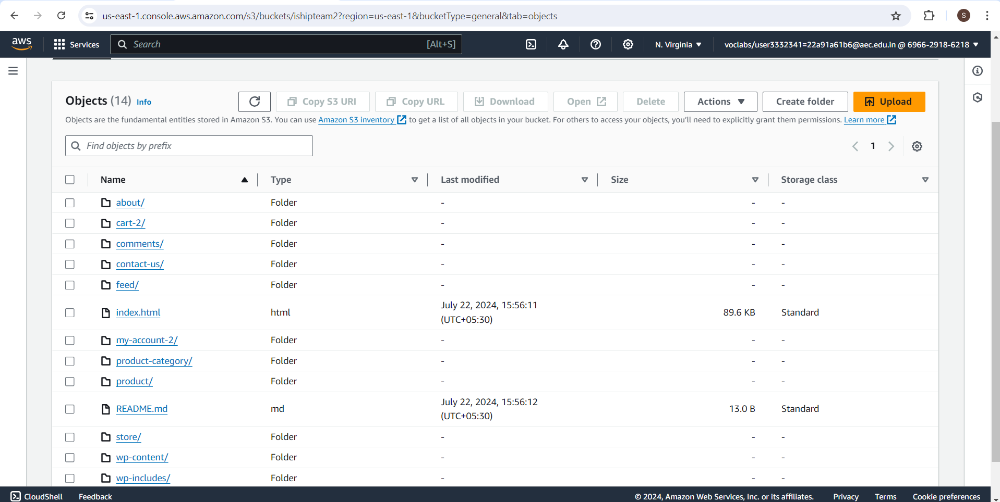 us-east-1.console.aws.amazon.com/s3/buckets/ishipteam2?region=us-east-1&bucketType=general&tab=objects
S
aws Services Search [Alt+S] N. Virginia ▼ voclabs/user3332341=22a91a61b6@aec.edu.in @ 6966-2918-6218 ▼
Objects (14) Info Copy S3 URI Copy URL Download Open Delete Actions ▼ Create folder Upload
Objects are the fundamental entities stored in Amazon S3. You can use Amazon S3 inventory to get a list of all objects in your bucket. For others to access your objects, you'll need to explicitly grant them permissions. Learn more
Find objects by prefix 1
Name Type Last modified Size Storage class
about/ Folder - - -
cart-2/ Folder - - -
comments/ Folder - - -
contact-us/ Folder - - -
feed/ Folder - - -
index.html html July 22, 2024, 15:56:11 (UTC+05:30) 89.6 KB Standard
my-account-2/ Folder - - -
product-category/ Folder - - -
product/ Folder - - -
README.md md July 22, 2024, 15:56:12 (UTC+05:30) 13.0 B Standard
store/ Folder - - -
wp-content/ Folder - - -
wp-includes/ Folder - - -
CloudShell Feedback © 2024, Amazon Web Services, Inc. or its affiliates. Privacy Terms Cookie preferences